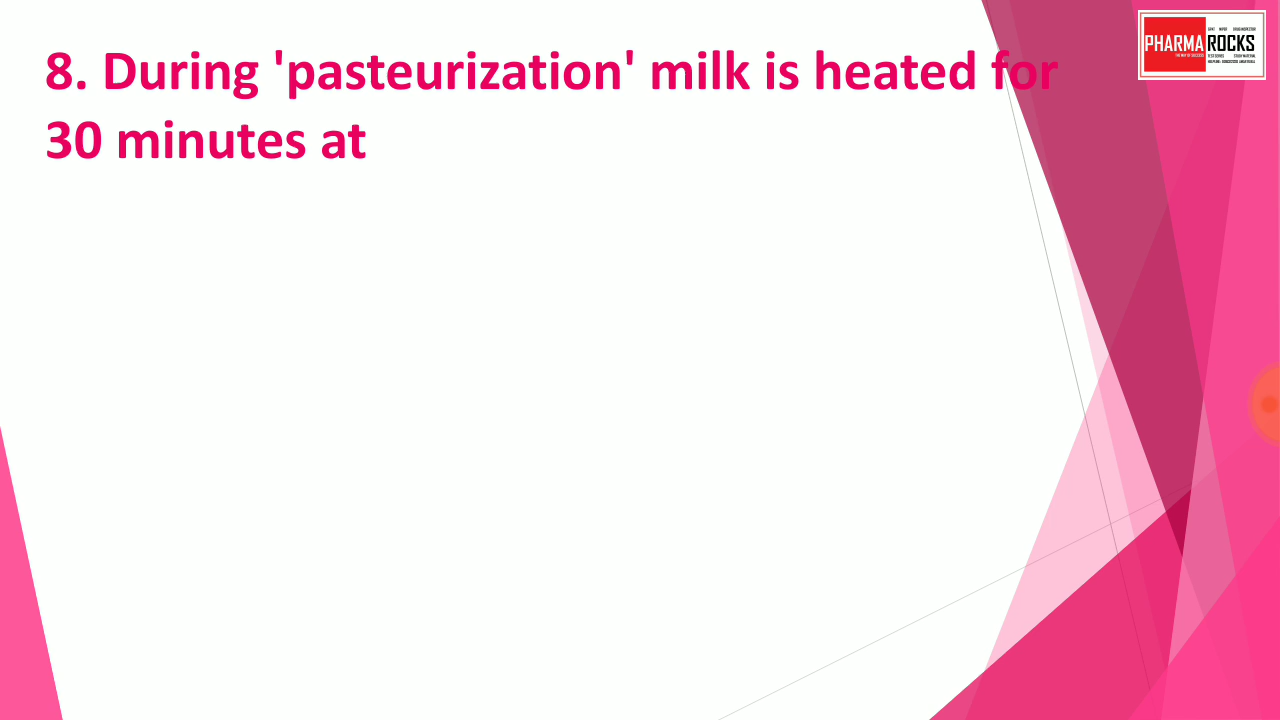 8. During 'pasteurization' milk is heated for
30 minutes at
PHARMA ROCKS